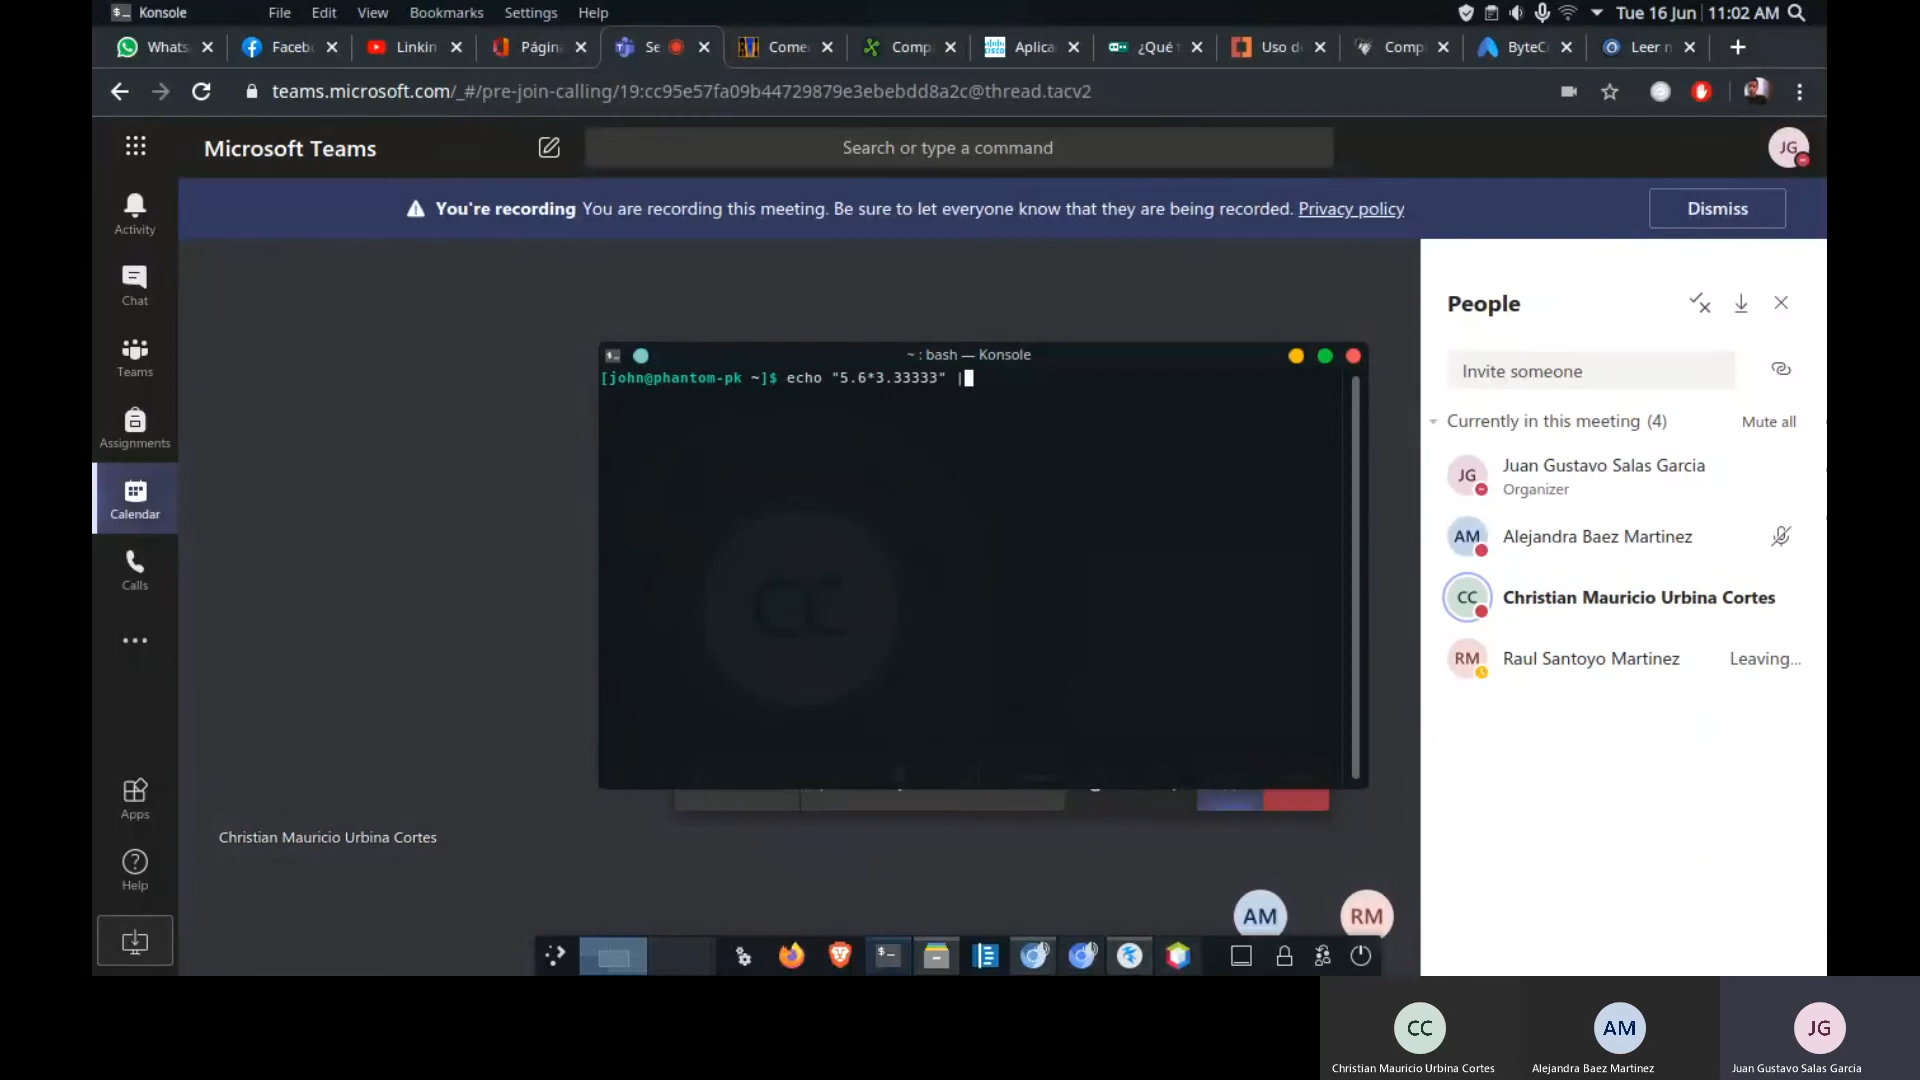 Konsole File Edit View Bookmarks Settings Help Tue 16 Jun 11:02 AM
Whats Faceb Linkin Págin Se Come Comp Aplica ¿Qué Uso d Comp ByteC Leer
teams.microsoft.com/_#/pre-join-calling/19:cc95e57fa09b44729879e3ebebdd8a2c@thread.tacv2
Microsoft Teams
Search or type a command
JG
You're recording You are recording this meeting. Be sure to let everyone know that they are being recorded. Privacy policy
Dismiss
Activity
Chat
Teams
Assignments
Calendar
Calls
Apps
Help
~ : bash — Konsole
[john@phantom-pk ~]$ echo "5.6*3.33333" |
CC
Christian Mauricio Urbina Cortes
AM
RM
People
Invite someone
Currently in this meeting (4) Mute all
JG Juan Gustavo Salas Garcia
Organizer
AM Alejandra Baez Martinez
CC Christian Mauricio Urbina Cortes
RM Raul Santoyo Martinez Leaving...
CC AM JG
Christian Mauricio Urbina Cortes Alejandra Baez Martinez Juan Gustavo Salas Garcia